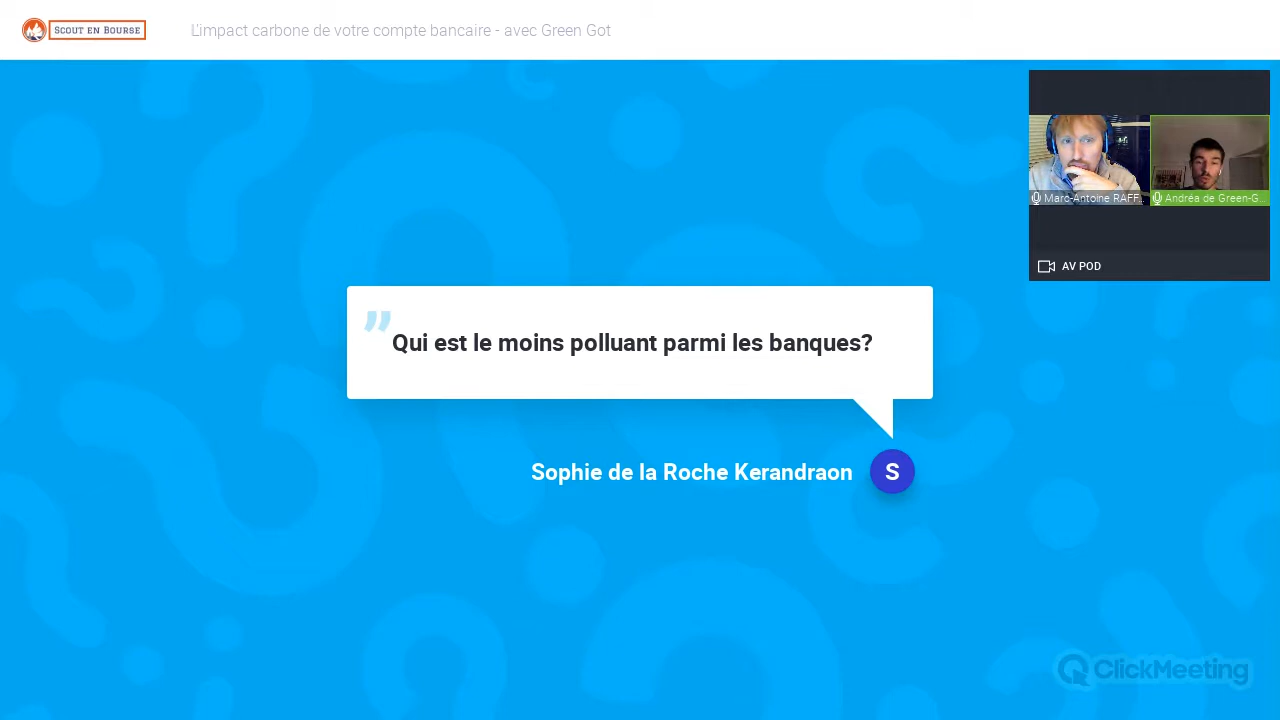 SCOUT EN BOURSE
L'impact carbone de votre compte bancaire - avec Green Got
Marc-Antoine RAFF...
Andréa de Green-G...
AV POD
" Qui est le moins polluant parmi les banques?
Sophie de la Roche Kerandraon
S
ClickMeeting